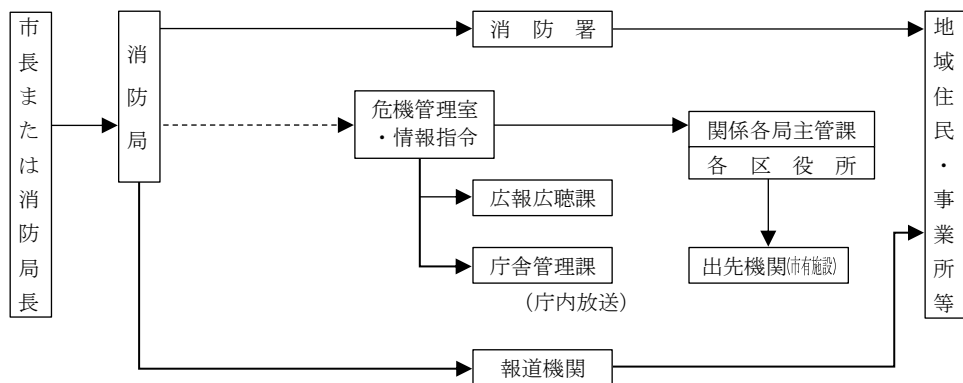 市長または消防局長
消防局
消防署
危機管理室
・情報指令
関係各局主管課
各区役所
広報広聴課
庁舎管理課
(庁内放送)
出先機関(市有施設)
報道機関
地域住民・事業所等